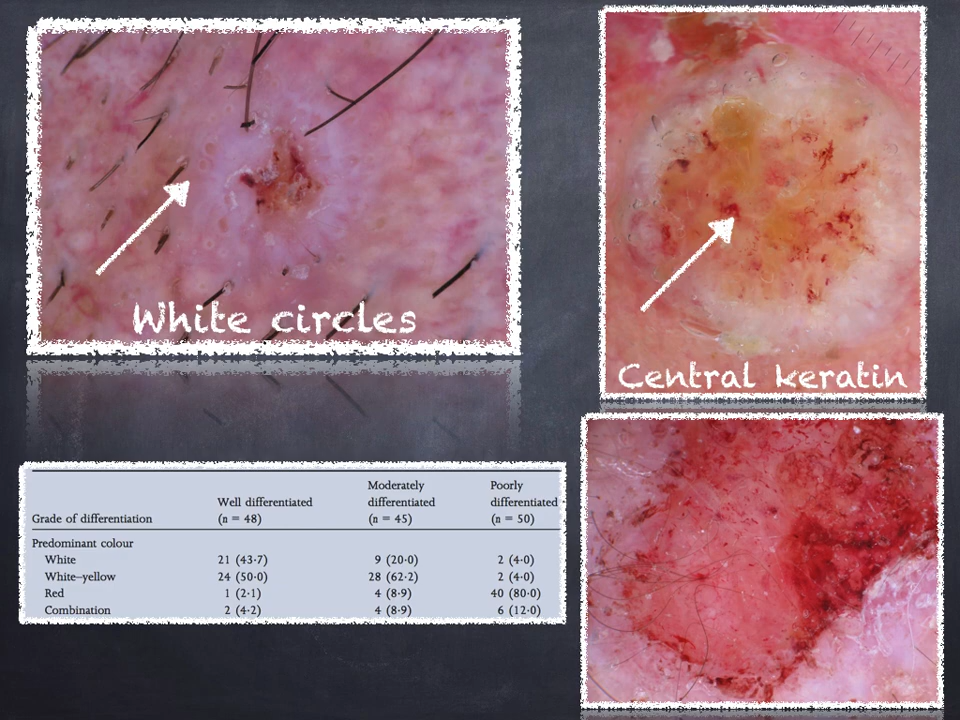 White circles
Central keratin
Grade of differentiation Well differentiated (n = 48) Moderately differentiated (n = 45) Poorly differentiated (n = 50)
Predominant colour
White 21 (43·7) 9 (20·0) 2 (4·0)
White–yellow 24 (50·0) 28 (62·2) 2 (4·0)
Red 1 (2·1) 4 (8·9) 40 (80·0)
Combination 2 (4·2) 4 (8·9) 6 (12·0)